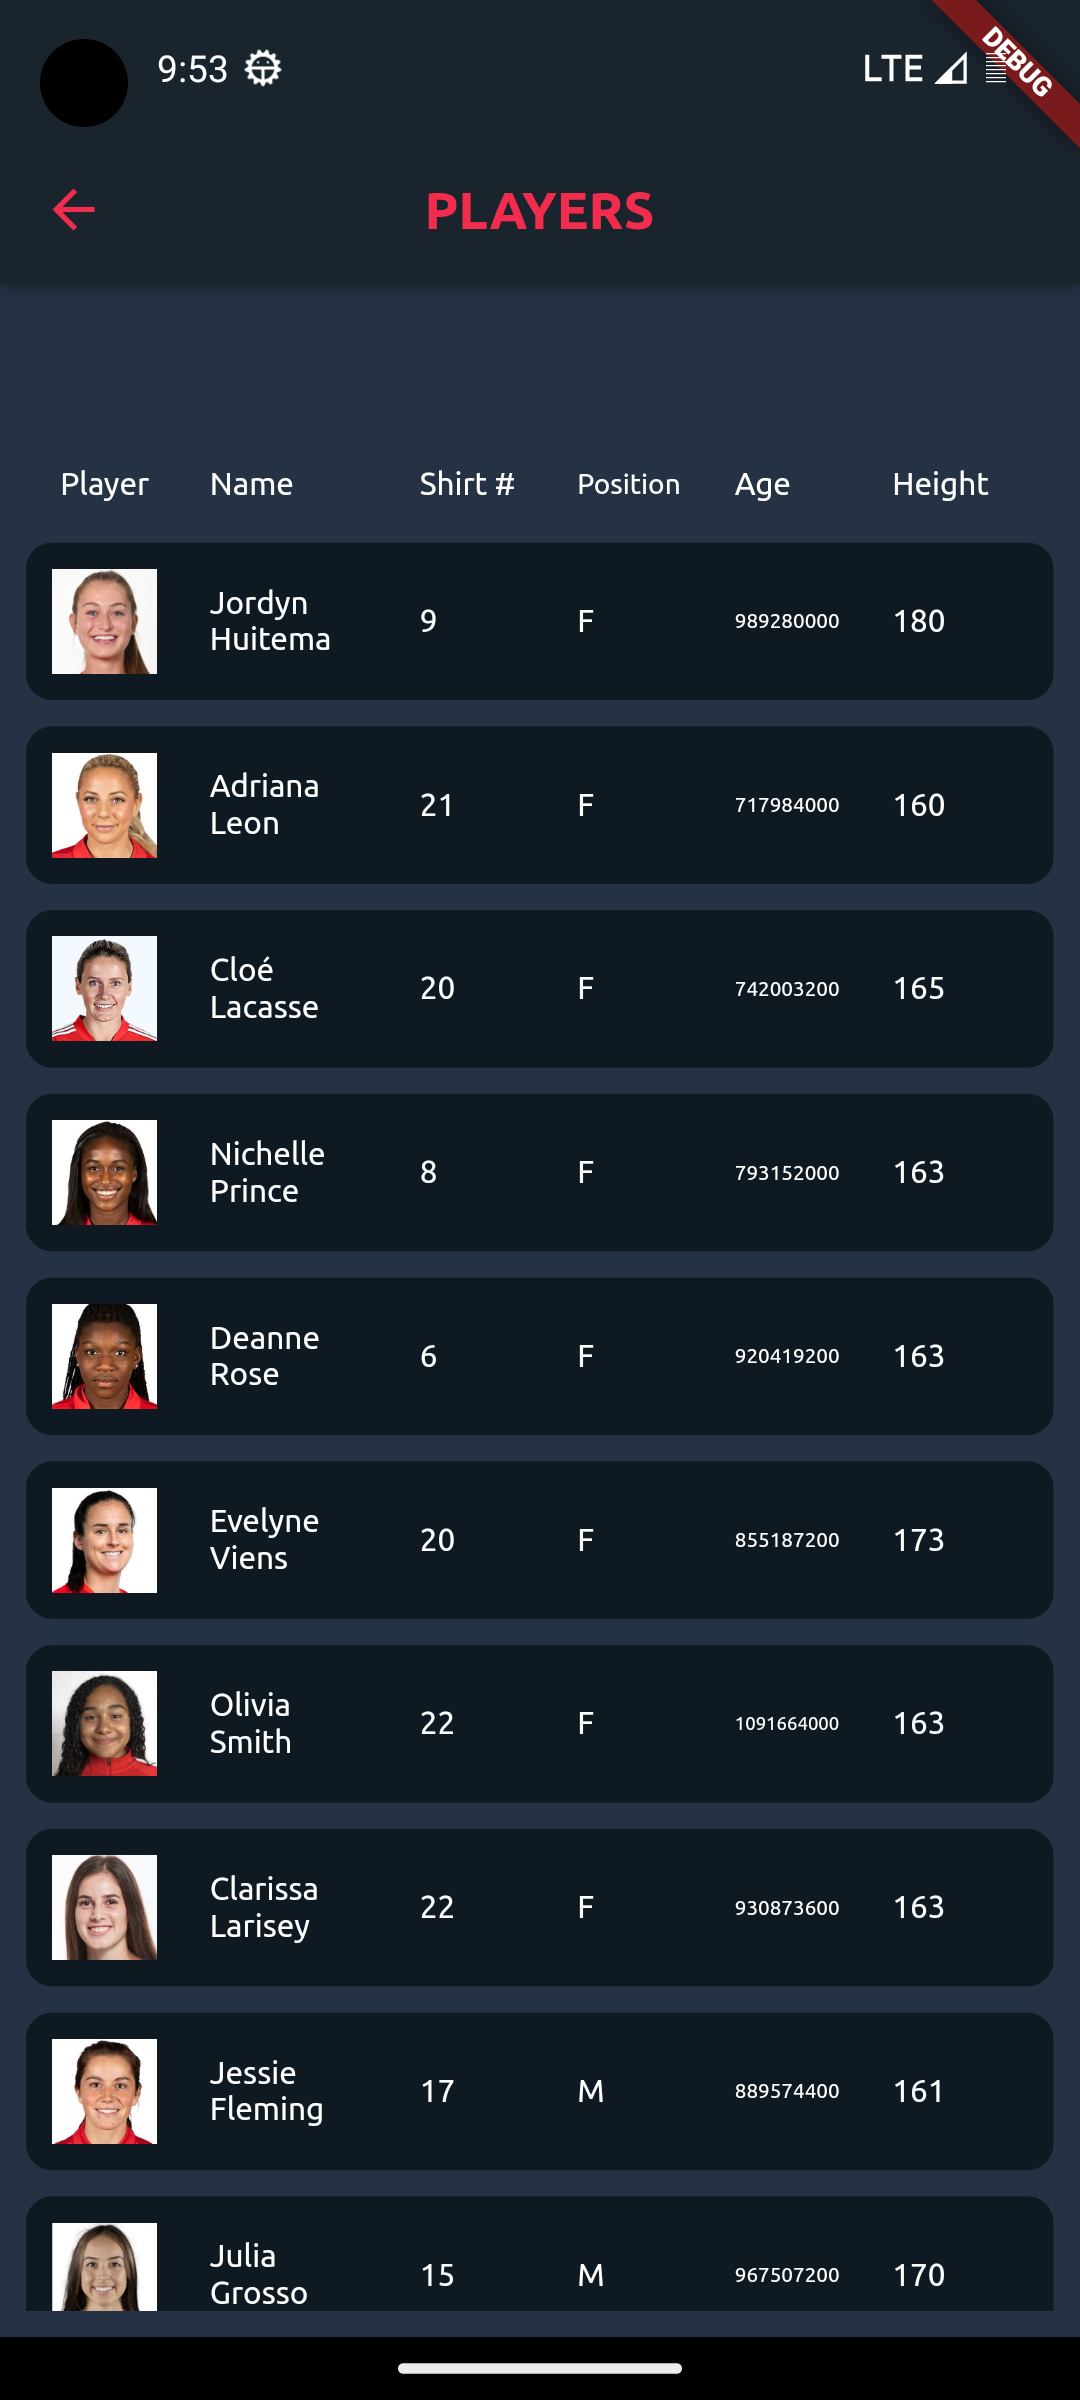 9:53 LTE DEBUG
PLAYERS
Player Name Shirt # Position Age Height
Jordyn
Huitema 9 F 989280000 180
Adriana
Leon 21 F 717984000 160
Cloé
Lacasse 20 F 742003200 165
Nichelle
Prince 8 F 793152000 163
Deanne
Rose 6 F 920419200 163
Evelyne
Viens 20 F 855187200 173
Olivia
Smith 22 F 1091664000 163
Clarissa
Larisey 22 F 930873600 163
Jessie
Fleming 17 M 889574400 161
Julia
Grosso 15 M 967507200 170